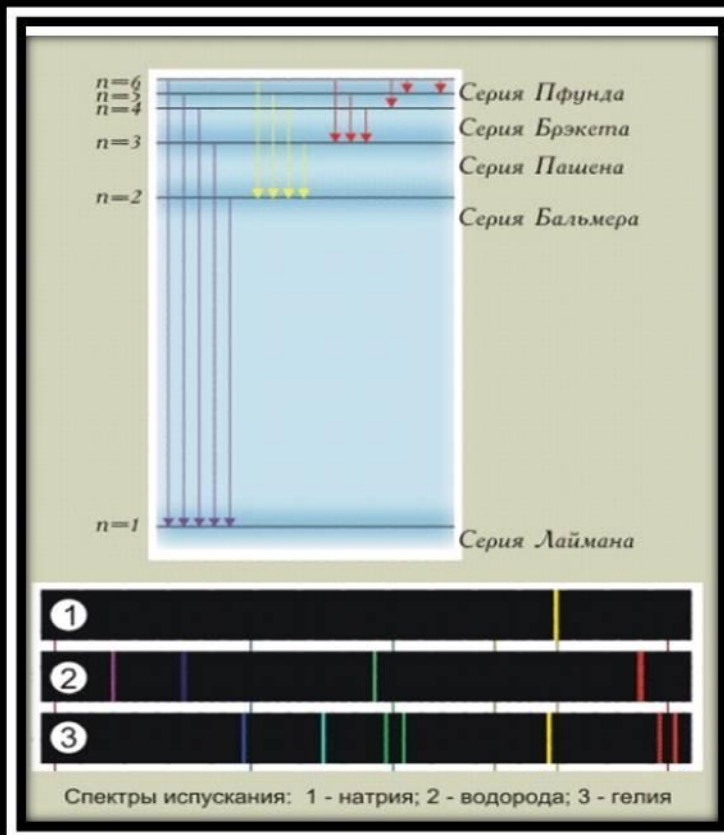 n=6
n=5
n=4
Серия Пфунда
Серия Брэкета
n=3
Серия Пашена
n=2
Серия Бальмера
n=1
Серия Лаймана
1
2
3
Спектры испускания: 1 - натрия; 2 - водорода; 3 - гелия